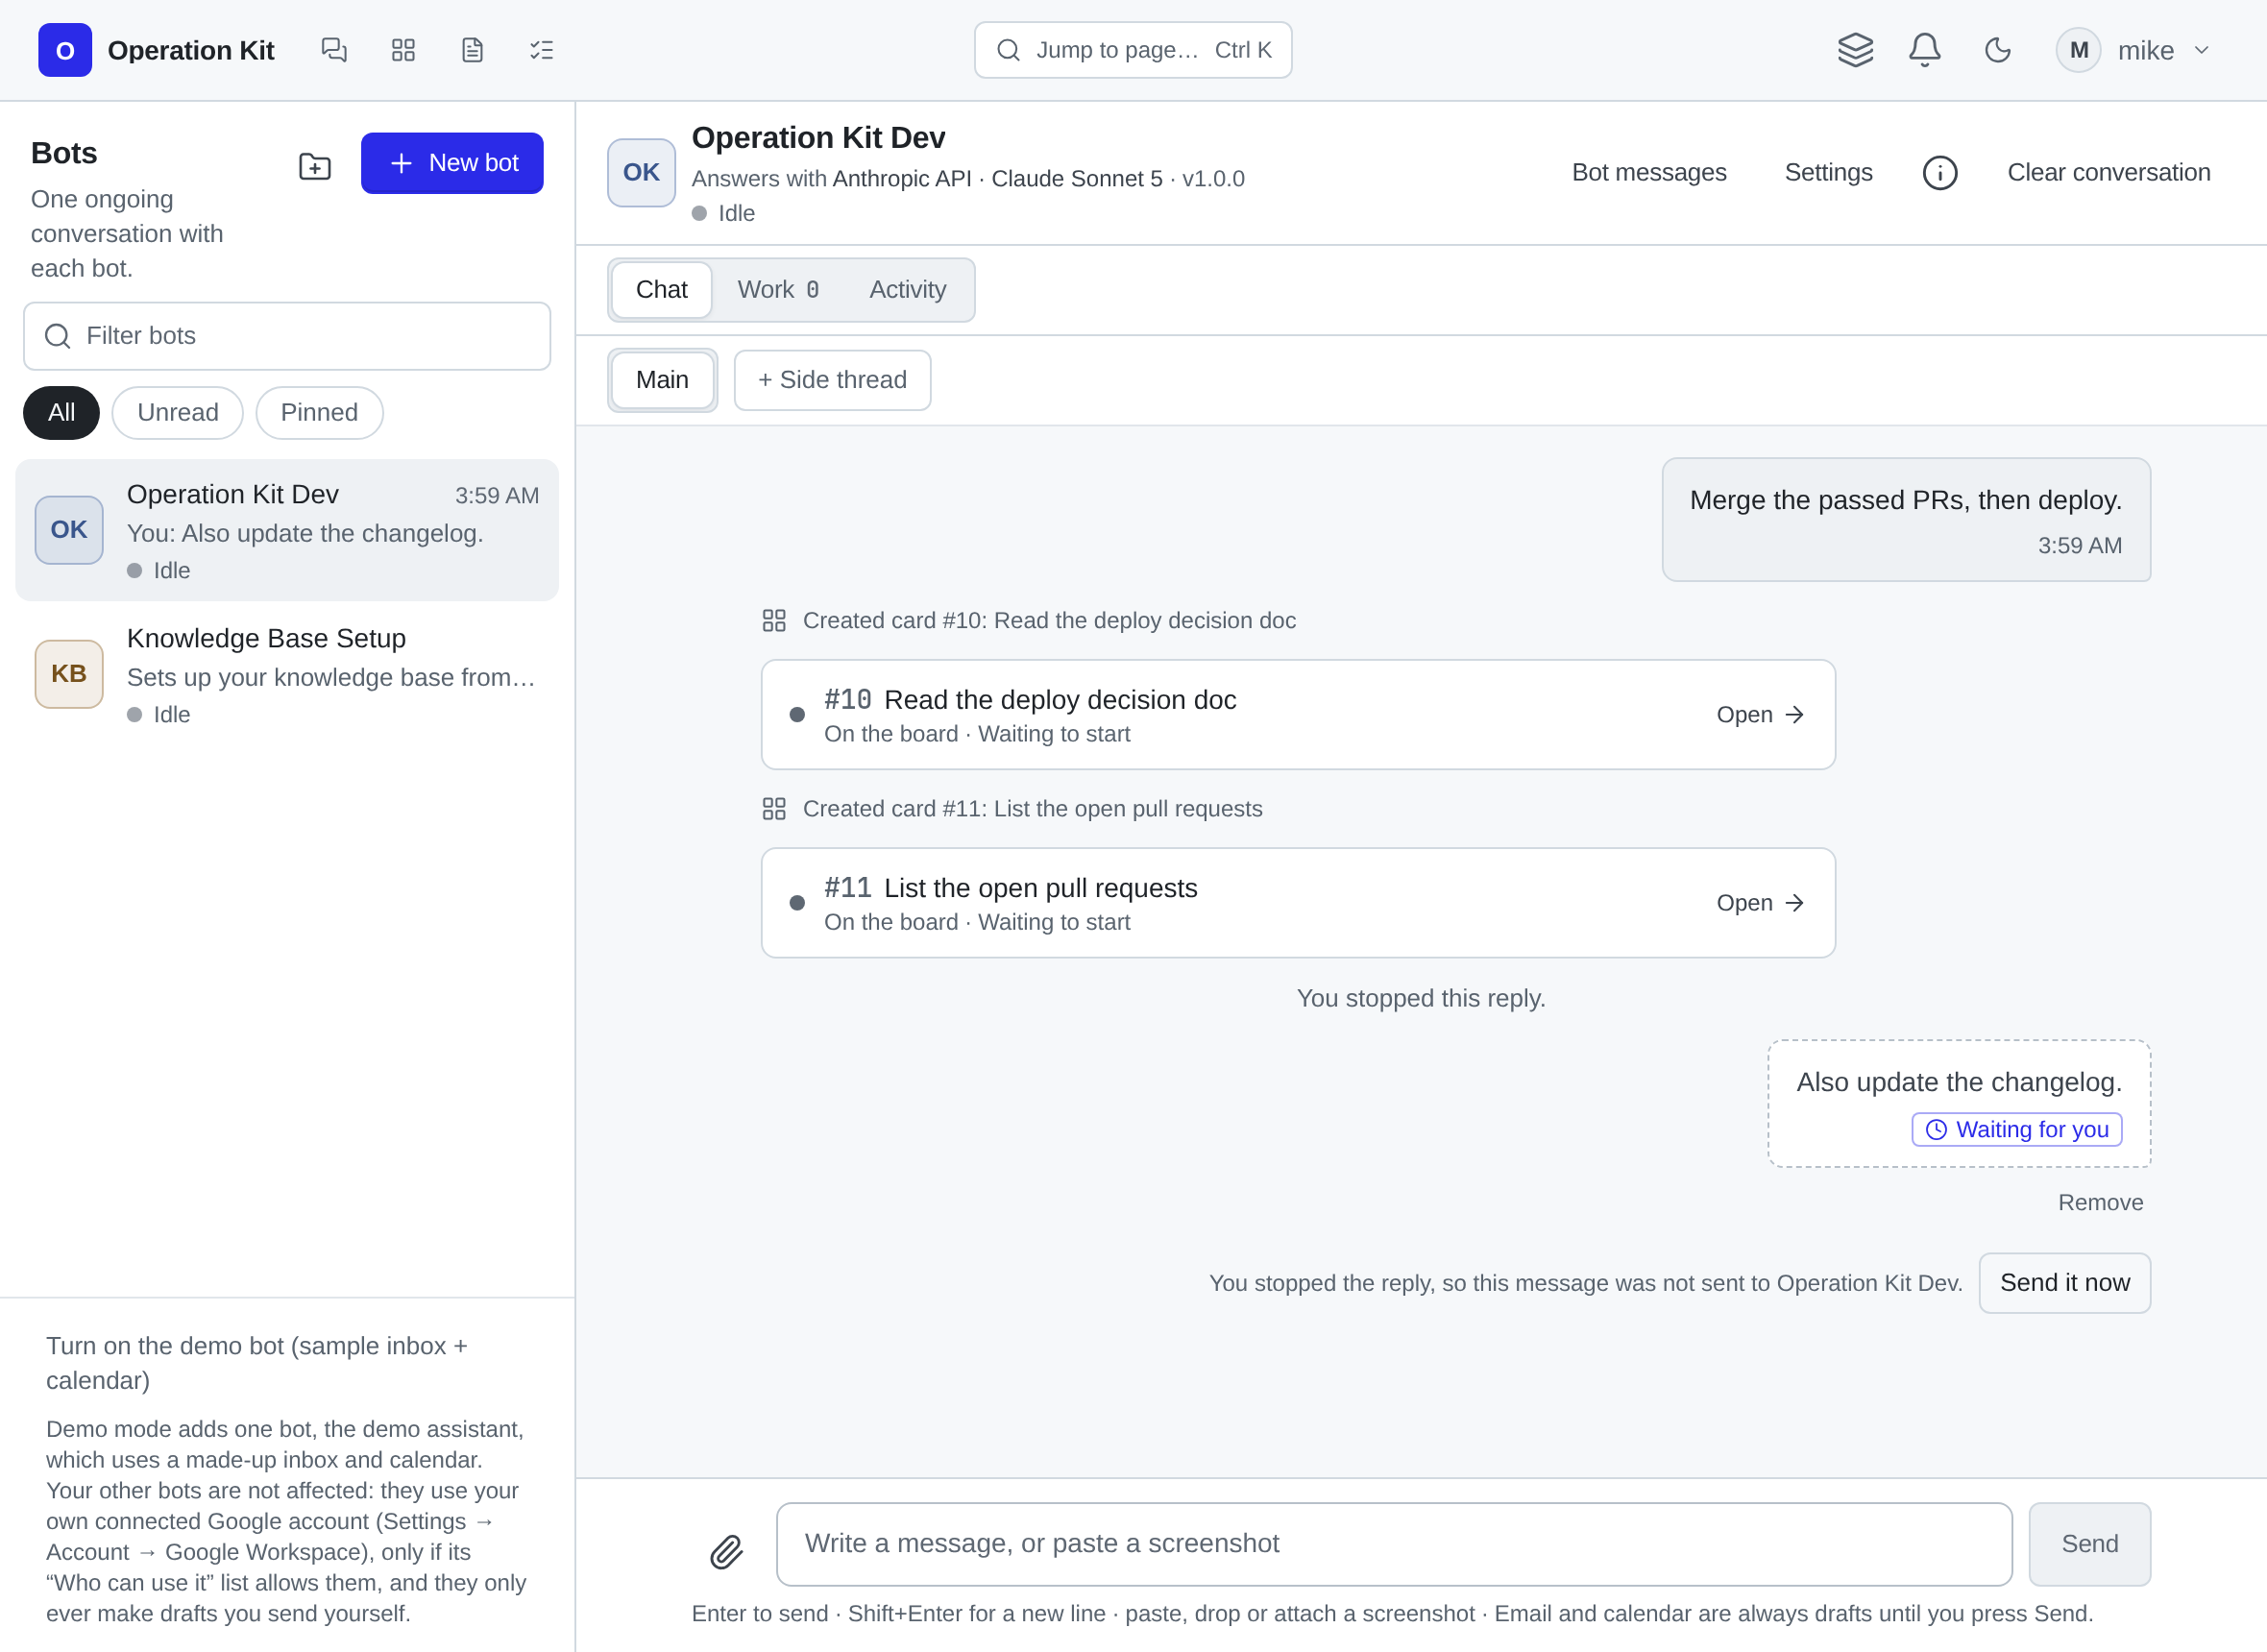 O Operation Kit
Jump to page… Ctrl K
M mike
Bots
New bot
One ongoing
conversation with
each bot.
Filter bots
All Unread Pinned
OK
Operation Kit Dev 3:59 AM
You: Also update the changelog.
Idle
KB
Knowledge Base Setup
Sets up your knowledge base from…
Idle
Turn on the demo bot (sample inbox +
calendar)
Demo mode adds one bot, the demo assistant,
which uses a made-up inbox and calendar.
Your other bots are not affected: they use your
own connected Google account (Settings →
Account → Google Workspace), only if its
“Who can use it” list allows them, and they only
ever make drafts you send yourself.
OK
Operation Kit Dev
Answers with Anthropic API · Claude Sonnet 5 · v1.0.0
Idle
Bot messages Settings Clear conversation
Chat Work 0 Activity
Main + Side thread
Merge the passed PRs, then deploy.
3:59 AM
Created card #10: Read the deploy decision doc
#10 Read the deploy decision doc
On the board · Waiting to start
Open →
Created card #11: List the open pull requests
#11 List the open pull requests
On the board · Waiting to start
Open →
You stopped this reply.
Also update the changelog.
Waiting for you
Remove
You stopped the reply, so this message was not sent to Operation Kit Dev. Send it now
Write a message, or paste a screenshot
Send
Enter to send · Shift+Enter for a new line · paste, drop or attach a screenshot · Email and calendar are always drafts until you press Send.